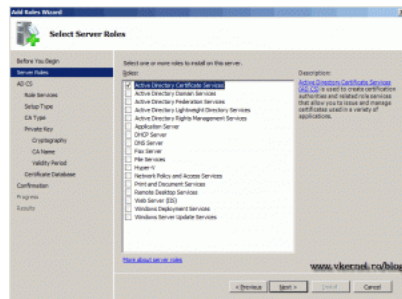 Add Roles Wizard
Select Server Roles
Before You Begin
Server Roles
AD CS
Role Services
Setup Type
CA Type
Private Key
Cryptography
CA Name
Validity Period
Certificate Database
Confirmation
Progress
Results
Select one or more roles to install on this server.
Roles:
Active Directory Certificate Services
Active Directory Domain Services
Active Directory Federation Services
Active Directory Lightweight Directory Services
Active Directory Rights Management Services
Application Server
DHCP Server
DNS Server
Fax Server
File Services
Hyper-V
Network Policy and Access Services
Print and Document Services
Remote Desktop Services
Web Server (IIS)
Windows Deployment Services
Windows Server Update Services
More about server roles
Description:
Active Directory Certificate Services
(AD CS) is used to create certification
authorities and related role services
that allow you to issue and manage
certificates used in a variety of
applications.
www.vkernel.ro/blog
< Previous
Next >
Install
Cancel